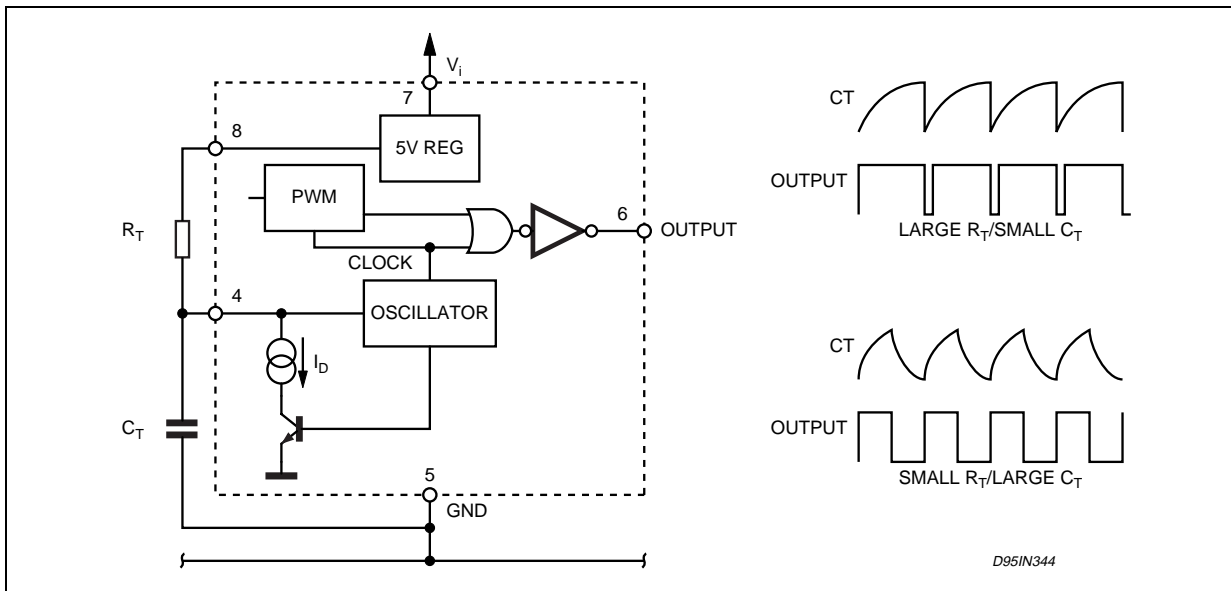 Vi
7
8
5V REG
PWM
6
OUTPUT
RT
CLOCK
4
OSCILLATOR
ID
CT
5
GND
CT
OUTPUT
LARGE RT/SMALL CT
CT
OUTPUT
SMALL RT/LARGE CT
D95IN344